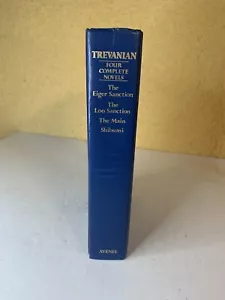 TREVANIAN
FOUR
COMPLETE
NOVELS
The
Eiger Sanction
The
Loo Sanction
The Main
Shibumi
AVENEL